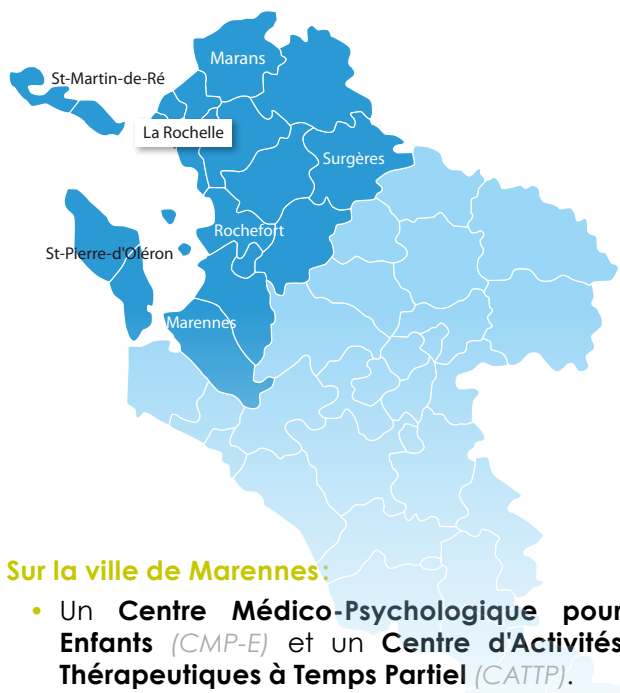 Marans
St-Martin-de-Ré
La Rochelle
Surgères
Rochefort
St-Pierre-d'Oléron
Marennes
Sur la ville de Marennes :
• Un Centre Médico-Psychologique pour
Enfants (CMP-E) et un Centre d'Activités
Thérapeutiques à Temps Partiel (CATTP).